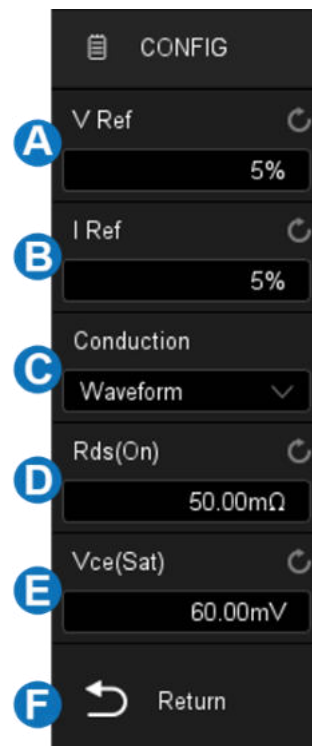 CONFIG
A
V Ref
5%
B
I Ref
5%
C
Conduction
Waveform
D
Rds(On)
50.00mΩ
E
Vce(Sat)
60.00mV
F
Return